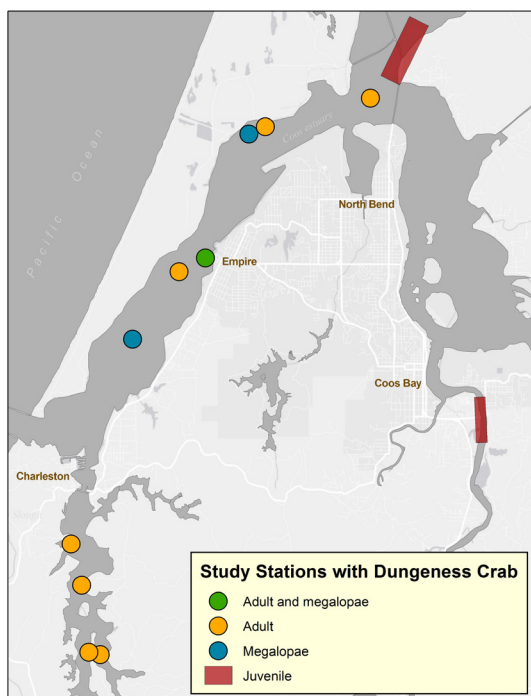 Pacific Ocean
Coos Estuary
North Bend
Empire
Coos Bay
Charleston
Study Stations with Dungeness Crab
Adult and megalopae
Adult
Megalopae
Juvenile